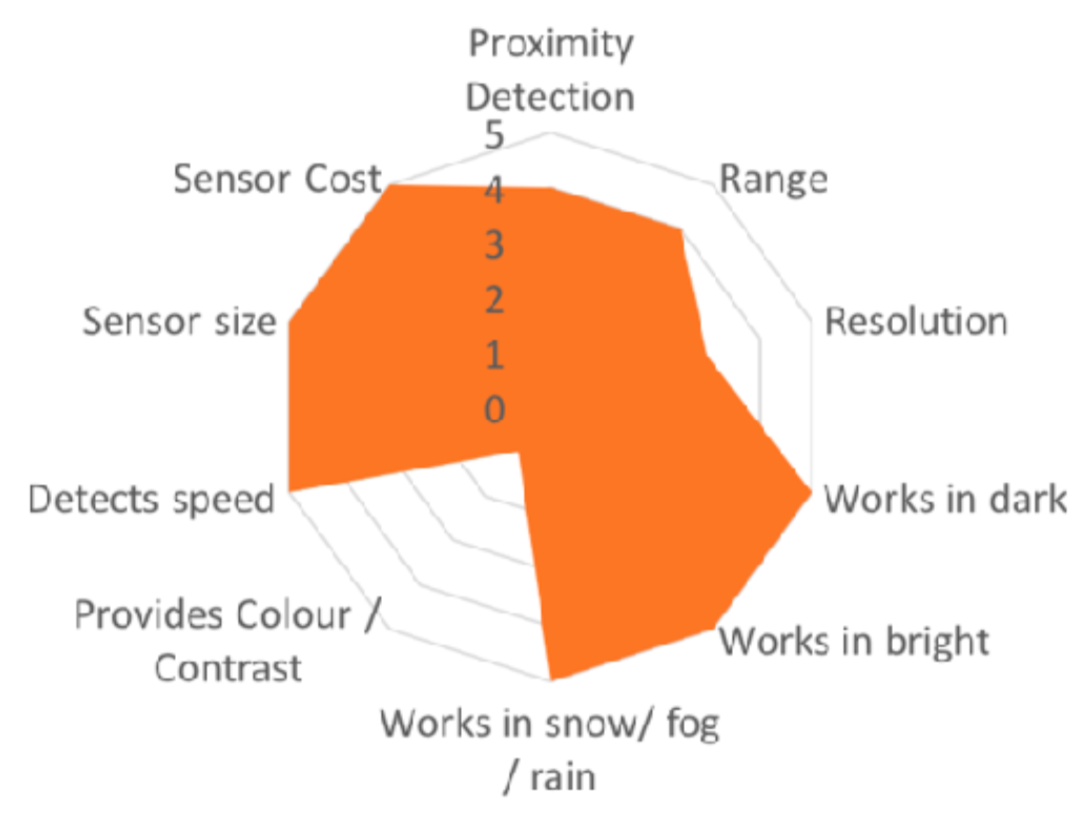 Proximity
Detection
5
Sensor Cost
Range
4
3
2
Sensor size
Resolution
1
0
Detects speed
Works in dark
Provides Colour /
Contrast
Works in bright
Works in snow/ fog
/ rain